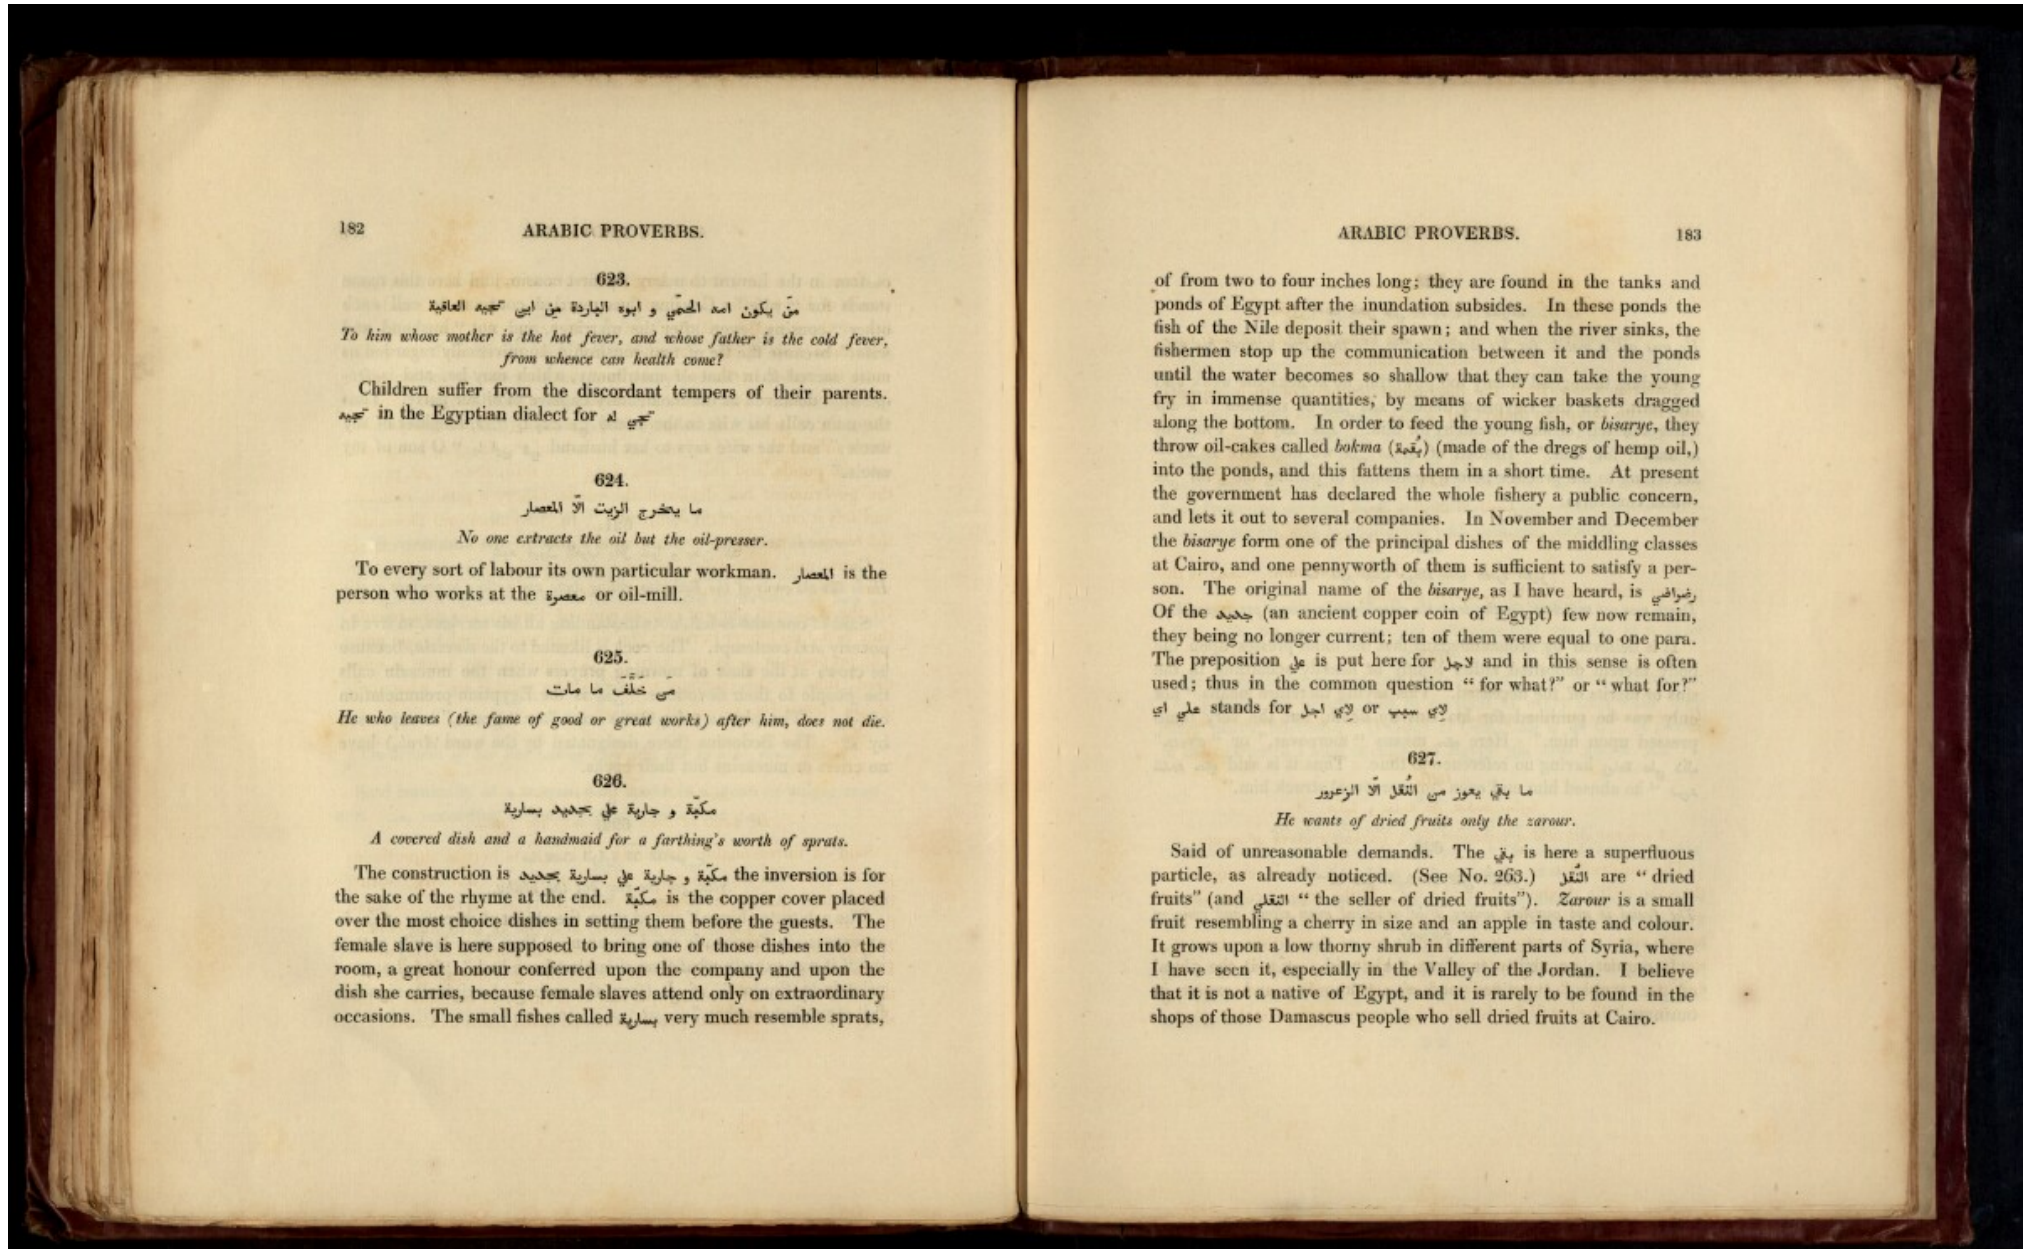 182
ARABIC PROVERBS.
623.
منّ يكون امه الحمّي و ابوه الباردة مِن اين تجيه العافية
To him whose mother is the hot fever, and whose father is the cold fever,
from whence can health come?
Children suffer from the discordant tempers of their parents.
تجيه in the Egyptian dialect for تجي له
624.
ما يخرج الزيت الّا المعصار
No one extracts the oil but the oil-presser.
To every sort of labour its own particular workman. المعصار is the
person who works at the معصرة or oil-mill.
625.
مَن خَلَّفَ ما مات
He who leaves (the fame of good or great works) after him, does not die.
626.
مكبّة و جارية علي بجديد بسارية
A covered dish and a handmaid for a farthing's worth of sprats.
The construction is مكبّة و جارية علي بسارية بجديد the inversion is for
the sake of the rhyme at the end. مكبّة is the copper cover placed
over the most choice dishes in setting them before the guests. The
female slave is here supposed to bring one of those dishes into the
room, a great honour conferred upon the company and upon the
dish she carries, because female slaves attend only on extraordinary
occasions. The small fishes called بسارية very much resemble sprats,
ARABIC PROVERBS.
183
of from two to four inches long; they are found in the tanks and
ponds of Egypt after the inundation subsides. In these ponds the
fish of the Nile deposit their spawn; and when the river sinks, the
fishermen stop up the communication between it and the ponds
until the water becomes so shallow that they can take the young
fry in immense quantities, by means of wicker baskets dragged
along the bottom. In order to feed the young fish, or bisarye, they
throw oil-cakes called bokma (بُقمة) (made of the dregs of hemp oil,)
into the ponds, and this fattens them in a short time. At present
the government has declared the whole fishery a public concern,
and lets it out to several companies. In November and December
the bisarye form one of the principal dishes of the middling classes
at Cairo, and one pennyworth of them is sufficient to satisfy a per-
son. The original name of the bisarye, as I have heard, is رضراضي
Of the جديد (an ancient copper coin of Egypt) few now remain,
they being no longer current; ten of them were equal to one para.
The preposition علي is put here for لاجل and in this sense is often
used; thus in the common question “for what?” or “what for?”
علي اي stands for لاي اجل or لاي سبب
627.
ما بقي يعوز من النُقل الّا الزعرور
He wants of dried fruits only the zarour.
Said of unreasonable demands. The بقي is here a superfluous
particle, as already noticed. (See No. 263.) النُقل are “dried
fruits” (and النقلي “the seller of dried fruits”). Zarour is a small
fruit resembling a cherry in size and an apple in taste and colour.
It grows upon a low thorny shrub in different parts of Syria, where
I have seen it, especially in the Valley of the Jordan. I believe
that it is not a native of Egypt, and it is rarely to be found in the
shops of those Damascus people who sell dried fruits at Cairo.